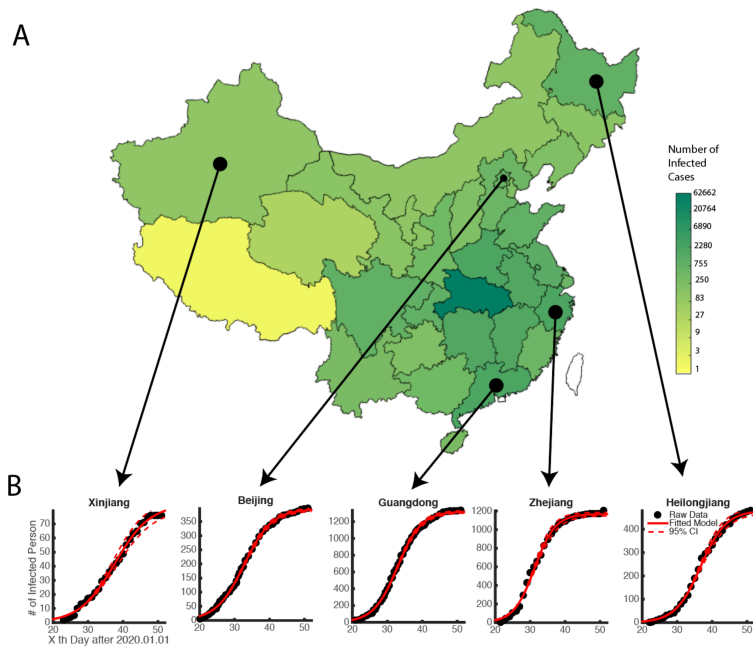 A
Number of
Infected
Cases
62662
20764
6890
2280
755
250
83
27
9
3
1
B
Xinjiang
Beijing
Guangdong
Zhejiang
Heilongjiang
# of Infected Person
70
60
50
40
30
20
10
0
20 30 40 50
X th Day after 2020.01.01
350
300
250
200
150
100
50
0
20 30 40 50
1200
1000
800
600
400
200
0
20 30 40 50
1200
1000
800
600
400
200
0
20 30 40 50
Raw Data
Fitted Model
95% CI
400
300
200
100
0
20 30 40 50